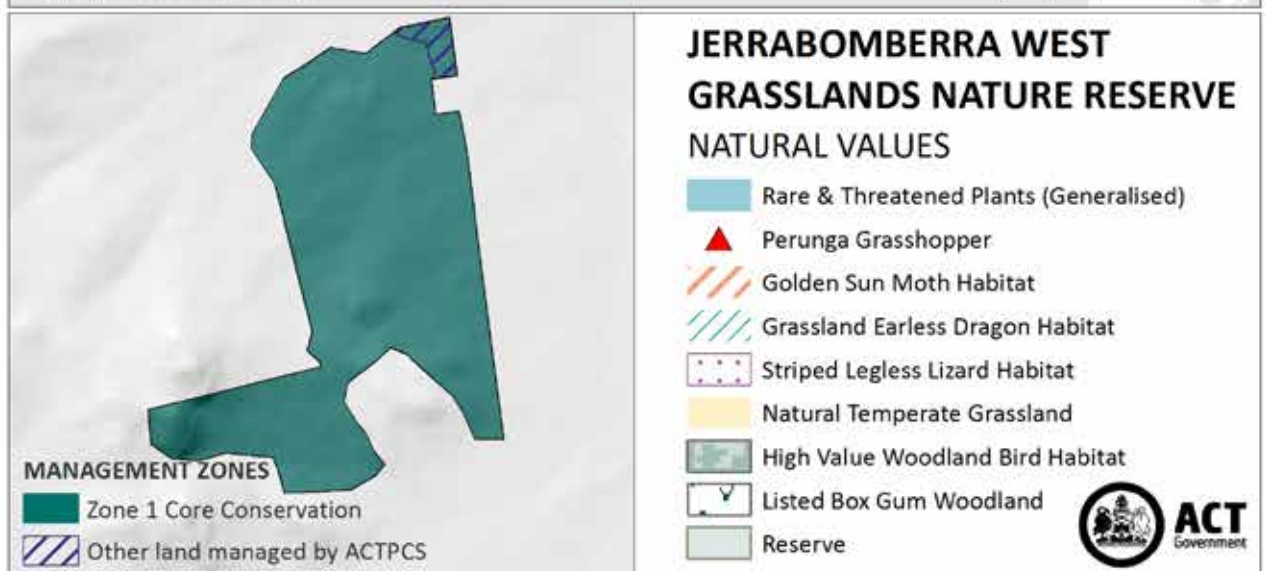 MANAGEMENT ZONES
Zone 1 Core Conservation
Other land managed by ACTPCS
JERRABOMBERRA WEST
GRASSLANDS NATURE RESERVE
NATURAL VALUES
Rare & Threatened Plants (Generalised)
Perunga Grasshopper
Golden Sun Moth Habitat
Grassland Earless Dragon Habitat
Striped Legless Lizard Habitat
Natural Temperate Grassland
High Value Woodland Bird Habitat
Listed Box Gum Woodland
Reserve
ACT
Government